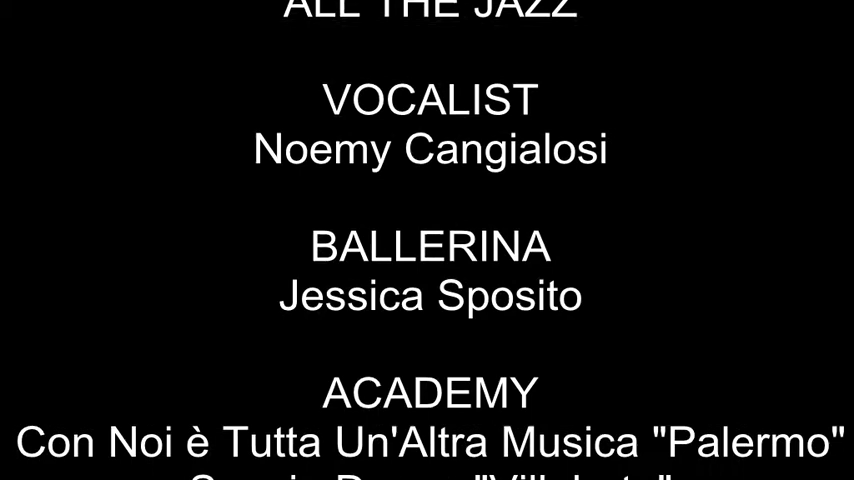 ALL THE JAZZ
VOCALIST
Noemy Cangialosi
BALLERINA
Jessica Sposito
ACADEMY
Con Noi è Tutta Un'Altra Musica "Palermo"